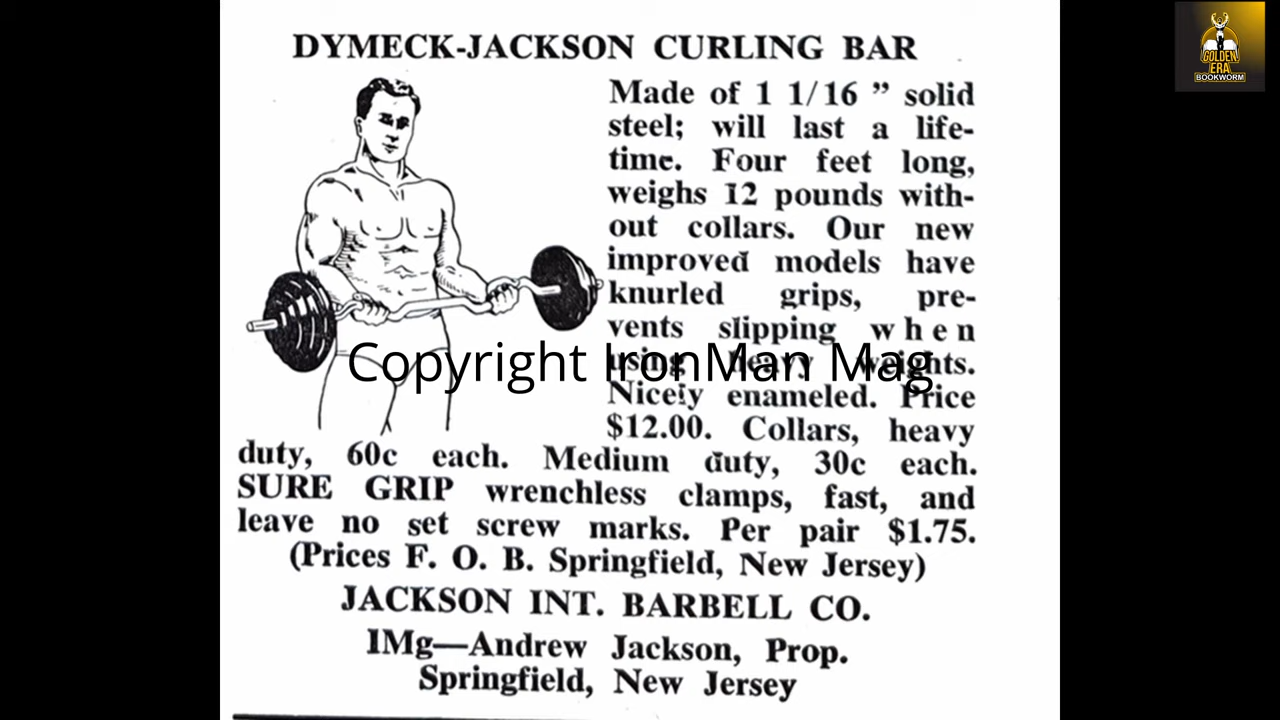 DYMECK-JACKSON CURLING BAR
Made of 1 1/16 ” solid
steel; will last a life-
time. Four feet long,
weighs 12 pounds with-
out collars. Our new
improved models have
knurled grips, pre-
vents slipping when
using heavy weights.
Copyright IronMan Mag
Nicely enameled. Price
$12.00. Collars, heavy
duty, 60c each. Medium duty, 30c each.
SURE GRIP wrenchless clamps, fast, and
leave no set screw marks. Per pair $1.75.
(Prices F. O. B. Springfield, New Jersey)
JACKSON INT. BARBELL CO.
IMg—Andrew Jackson, Prop.
Springfield, New Jersey
GOLDEN
ERA
BOOKWORM